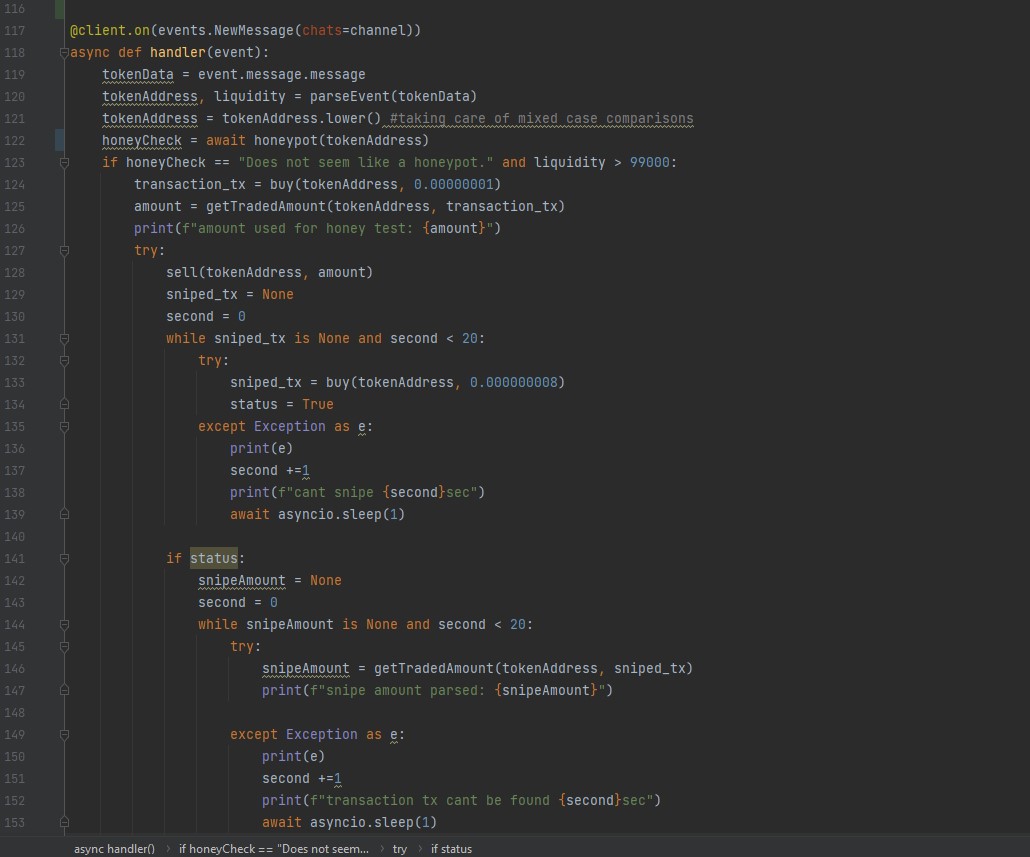 116
117 @client.on(events.NewMessage(chats=channel))
118 async def handler(event):
119     tokenData = event.message.message
120     tokenAddress, liquidity = parseEvent(tokenData)
121     tokenAddress = tokenAddress.lower() #taking care of mixed case comparisons
122     honeyCheck = await honeypot(tokenAddress)
123     if honeyCheck == "Does not seem like a honeypot." and liquidity > 99000:
124         transaction_tx = buy(tokenAddress, 0.00000001)
125         amount = getTradedAmount(tokenAddress, transaction_tx)
126         print(f"amount used for honey test: {amount}")
127         try:
128             sell(tokenAddress, amount)
129             sniped_tx = None
130             second = 0
131             while sniped_tx is None and second < 20:
132                 try:
133                     sniped_tx = buy(tokenAddress, 0.000000008)
134                     status = True
135                 except Exception as e:
136                     print(e)
137                     second +=1
138                     print(f"cant snipe {second}sec")
139                     await asyncio.sleep(1)
140
141             if status:
142                 snipeAmount = None
143                 second = 0
144                 while snipeAmount is None and second < 20:
145                     try:
146                         snipeAmount = getTradedAmount(tokenAddress, sniped_tx)
147                         print(f"snipe amount parsed: {snipeAmount}")
148
149                     except Exception as e:
150                         print(e)
151                         second +=1
152                         print(f"transaction tx cant be found {second}sec")
153                         await asyncio.sleep(1)
async handler() › if honeyCheck == "Does not seem... › try › if status